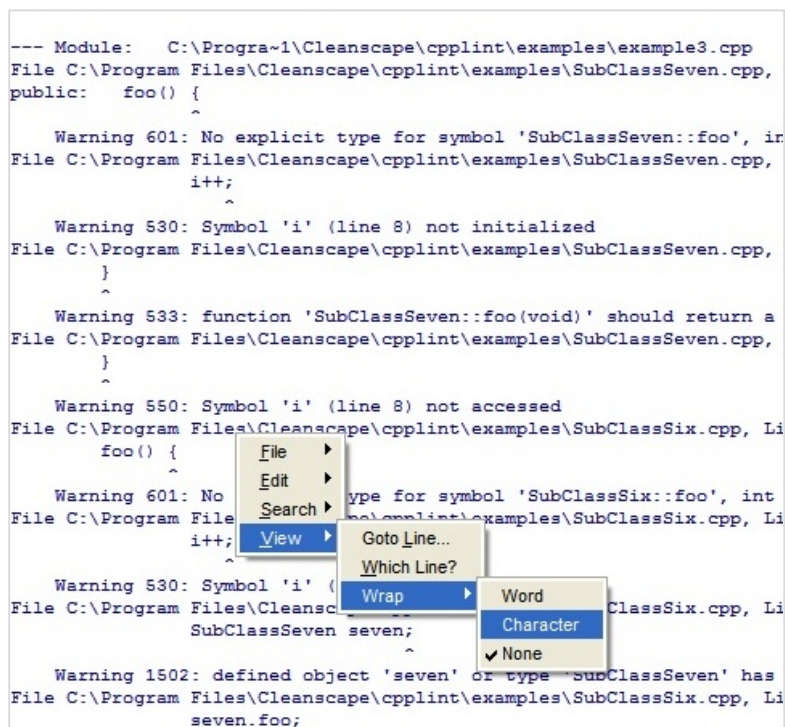 --- Module:   C:\Progra~1\Cleanscape\cpplint\examples\example3.cpp
File C:\Program Files\Cleanscape\cpplint\examples\SubClassSeven.cpp,
public:   foo() {
^
Warning 601: No explicit type for symbol 'SubClassSeven::foo', in
File C:\Program Files\Cleanscape\cpplint\examples\SubClassSeven.cpp,
i++;
^
Warning 530: Symbol 'i' (line 8) not initialized
File C:\Program Files\Cleanscape\cpplint\examples\SubClassSeven.cpp,
}
^
Warning 533: function 'SubClassSeven::foo(void)' should return a
File C:\Program Files\Cleanscape\cpplint\examples\SubClassSeven.cpp,
}
^
Warning 550: Symbol 'i' (line 8) not accessed
File C:\Program Files\Cleanscape\cpplint\examples\SubClassSix.cpp, Li
foo() {
^
Warning 601: No ype for symbol 'SubClassSix::foo', int
File C:\Program File pe\cpplint\examples\SubClassSix.cpp, Li
i++;
^
Warning 530: Symbol 'i' (
File C:\Program Files\Cleansc ClassSix.cpp, Li
SubClassSeven seven;
^
Warning 1502: defined object 'seven' of type 'SubClassSeven' has
File C:\Program Files\Cleanscape\cpplint\examples\SubClassSix.cpp, Li
seven.foo;
File
Edit
Search
View
Goto Line...
Which Line?
Wrap
Word
Character
None